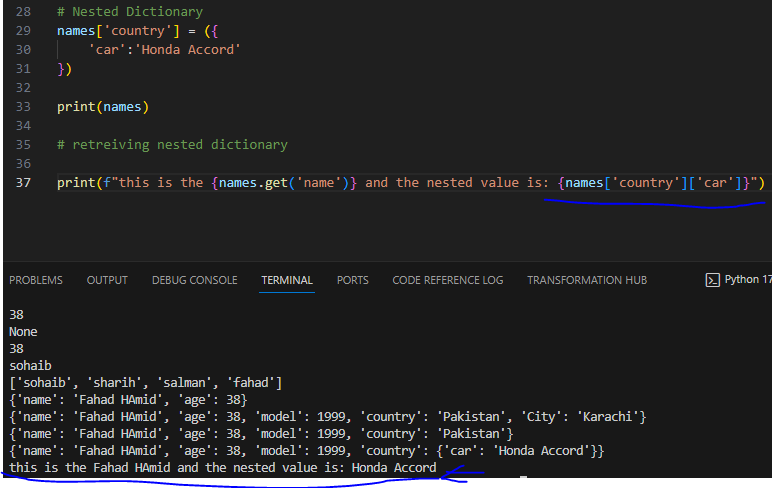 28 # Nested Dictionary
29 names['country'] = ({
30     'car':'Honda Accord'
31 })
32
33 print(names)
34
35 # retreiving nested dictionary
36
37 print(f"this is the {names.get('name')} and the nested value is: {names['country']['car']}")
PROBLEMS OUTPUT DEBUG CONSOLE TERMINAL PORTS CODE REFERENCE LOG TRANSFORMATION HUB Python 17
38
None
38
sohaib
['sohaib', 'sharih', 'salman', 'fahad']
{'name': 'Fahad HAmid', 'age': 38}
{'name': 'Fahad HAmid', 'age': 38, 'model': 1999, 'country': 'Pakistan', 'City': 'Karachi'}
{'name': 'Fahad HAmid', 'age': 38, 'model': 1999, 'country': 'Pakistan'}
{'name': 'Fahad HAmid', 'age': 38, 'model': 1999, 'country': {'car': 'Honda Accord'}}
this is the Fahad HAmid and the nested value is: Honda Accord